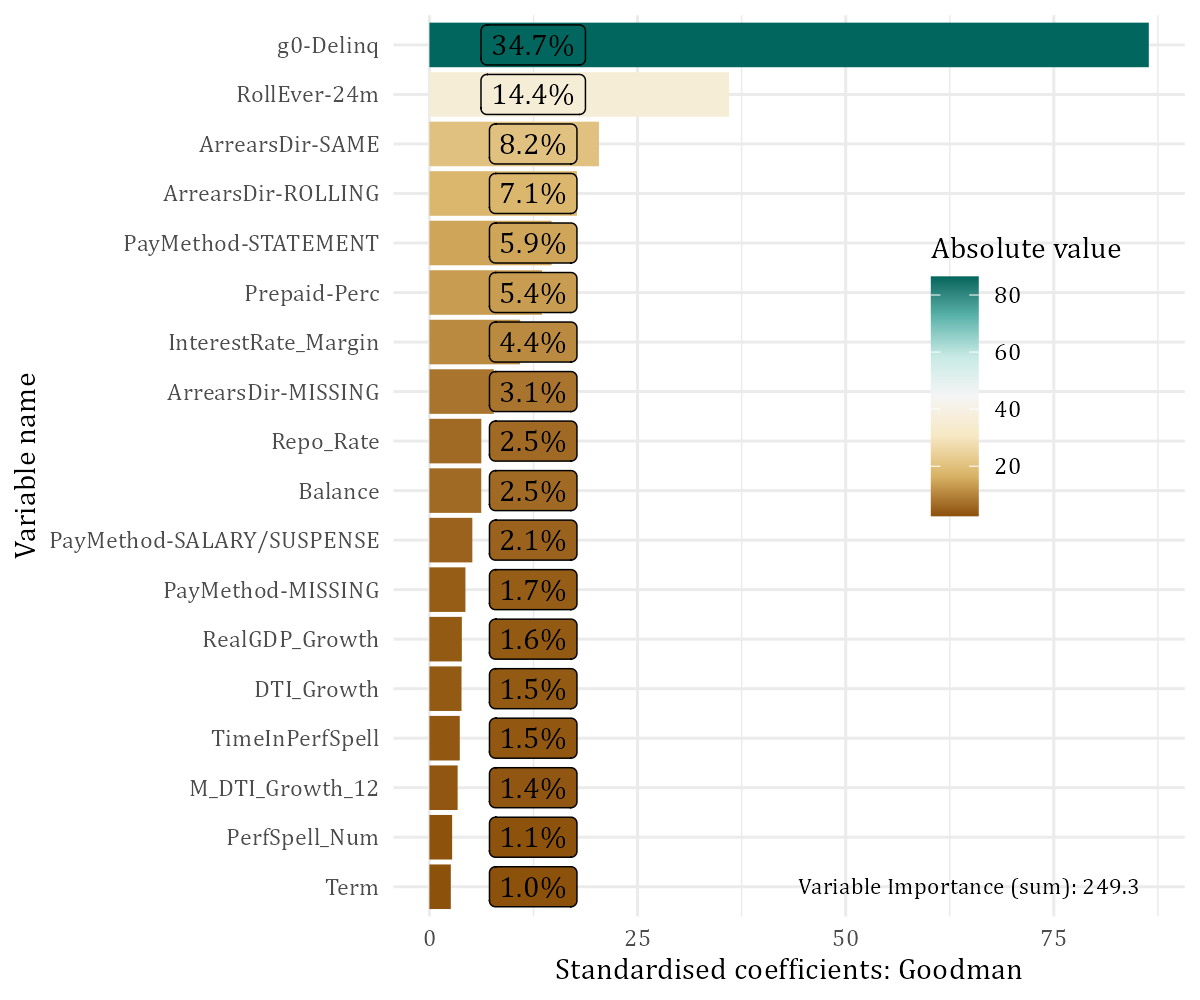 g0-Delinq 34.7%
RollEver-24m 14.4%
ArrearsDir-SAME 8.2%
ArrearsDir-ROLLING 7.1%
PayMethod-STATEMENT 5.9%
Prepaid-Perc 5.4%
InterestRate_Margin 4.4%
ArrearsDir-MISSING 3.1%
Repo_Rate 2.5%
Balance 2.5%
PayMethod-SALARY/SUSPENSE 2.1%
PayMethod-MISSING 1.7%
RealGDP_Growth 1.6%
DTI_Growth 1.5%
TimeInPerfSpell 1.5%
M_DTI_Growth_12 1.4%
PerfSpell_Num 1.1%
Term 1.0%
Variable Importance (sum): 249.3
Absolute value
80
60
40
20
Variable name
0 25 50 75
Standardised coefficients: Goodman